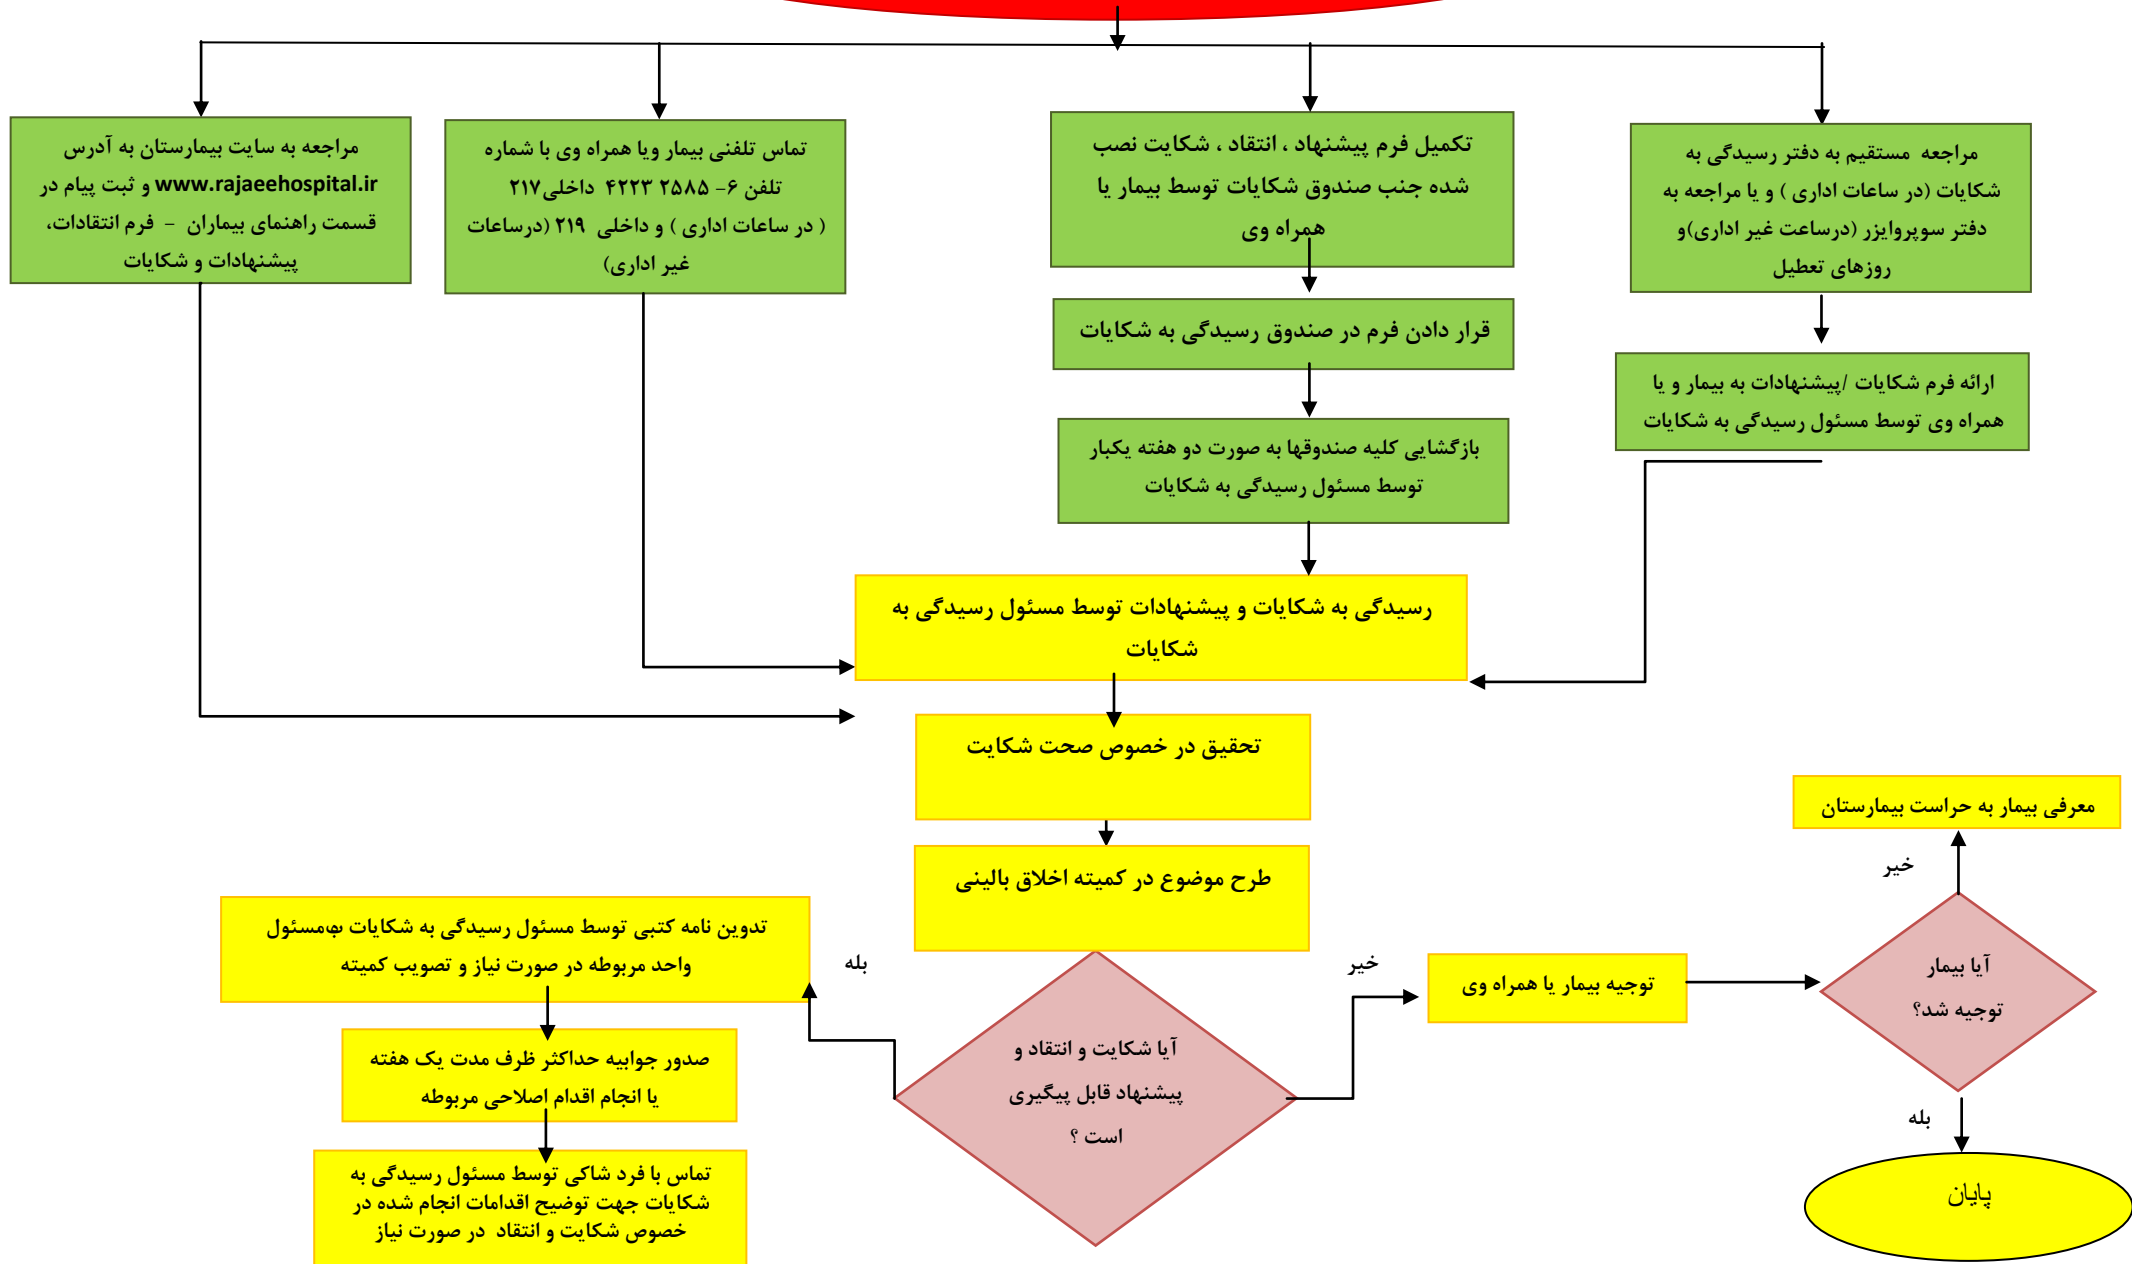 مراجعه مستقیم به دفتر رسیدگی به
شکایات (در ساعات اداری ) و یا مراجعه به
دفتر سوپروایزر (درساعت غیر اداری)و
روزهای تعطیل
تکمیل فرم پیشنهاد ، انتقاد ، شکایت نصب
شده جنب صندوق شکایات توسط بیمار یا
همراه وی
تماس تلفنی بیمار ویا همراه وی با شماره
تلفن ۶- ۲۵۸۵ ۴۲۲۳ داخلی۲۱۷
( در ساعات اداری ) و داخلی ۲۱۹ (درساعات
غیر اداری)
مراجعه به سایت بیمارستان به آدرس
www.rajaeehospital.ir و ثبت پیام در
قسمت راهنمای بیماران - فرم انتقادات،
پیشنهادات و شکایات
قرار دادن فرم در صندوق رسیدگی به شکایات
ارائه فرم شکایات /پیشنهادات به بیمار و یا
همراه وی توسط مسئول رسیدگی به شکایات
بازگشایی کلیه صندوقها به صورت دو هفته یکبار
توسط مسئول رسیدگی به شکایات
رسیدگی به شکایات و پیشنهادات توسط مسئول رسیدگی به
شکایات
تحقیق در خصوص صحت شکایت
طرح موضوع در کمیته اخلاق بالینی
آیا شکایت و انتقاد و
پیشنهاد قابل پیگیری
است ؟
بله
تدوین نامه کتبی توسط مسئول رسیدگی به شکایات به‌مسئول
واحد مربوطه در صورت نیاز و تصویب کمیته
صدور جوابیه حداکثر ظرف مدت یک هفته
یا انجام اقدام اصلاحی مربوطه
تماس با فرد شاکی توسط مسئول رسیدگی به
شکایات جهت توضیح اقدامات انجام شده در
خصوص شکایت و انتقاد در صورت نیاز
خیر
توجیه بیمار یا همراه وی
آیا بیمار
توجیه شد؟
خیر
معرفی بیمار به حراست بیمارستان
بله
پایان